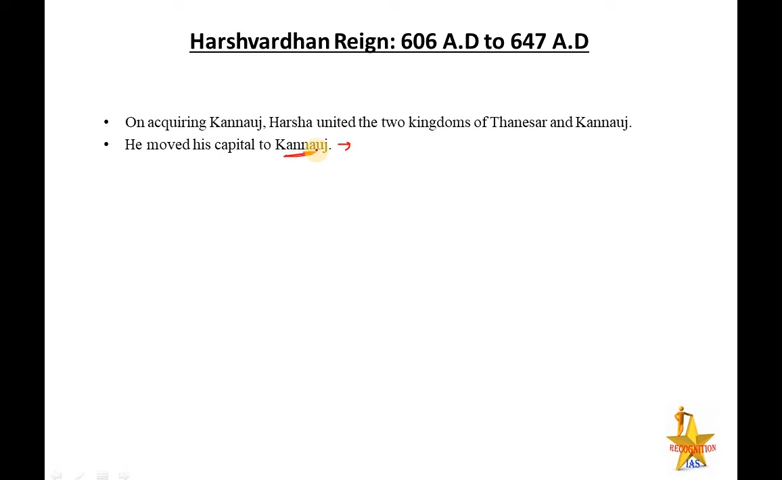 Harshvardhan Reign: 606 A.D to 647 A.D
• On acquiring Kannauj, Harsha united the two kingdoms of Thanesar and Kannauj.
• He moved his capital to Kannauj. →
RECOGNITION
IAS